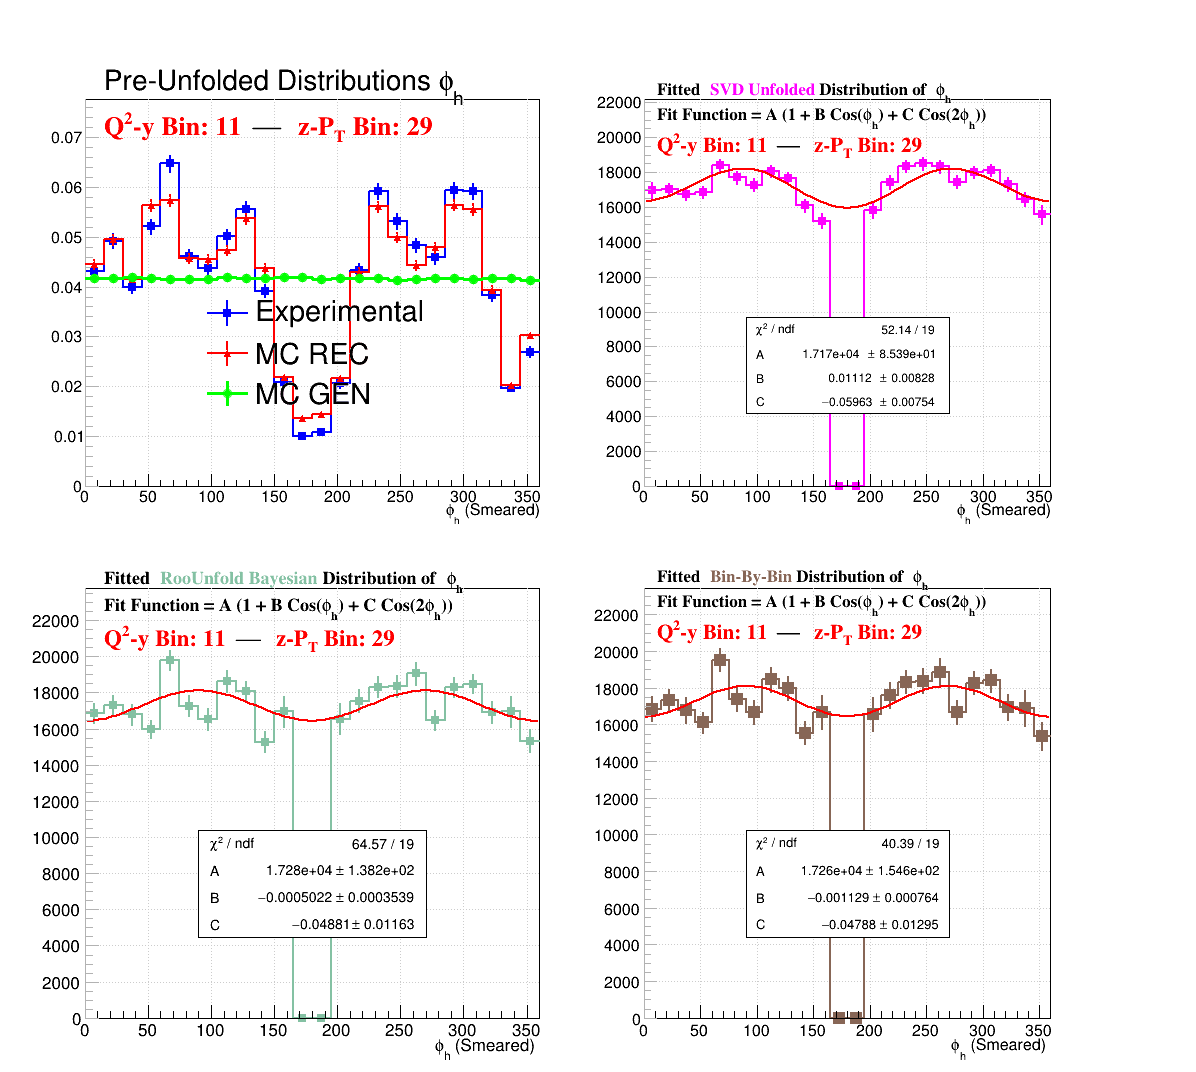 Pre-Unfolded Distributions ϕh
Q²-y Bin: 11 — z-PT Bin: 29
0.07
0.06
0.05
0.04
0.03
0.02
0.01
0
Experimental
MC REC
MC GEN
0 50 100 150 200 250 300 350
ϕh (Smeared)
Fitted SVD Unfolded Distribution of ϕh
Fit Function = A (1 + B Cos(ϕh) + C Cos(2ϕh))
Q²-y Bin: 11 — z-PT Bin: 29
22000
20000
18000
16000
14000
12000
10000
8000
6000
4000
2000
0
χ² / ndf 52.14 / 19
A 1.717e+04 ± 8.539e+01
B 0.01112 ± 0.00828
C −0.05963 ± 0.00754
0 50 100 150 200 250 300 350
ϕh (Smeared)
Fitted RooUnfold Bayesian Distribution of ϕh
Fit Function = A (1 + B Cos(ϕh) + C Cos(2ϕh))
Q²-y Bin: 11 — z-PT Bin: 29
22000
20000
18000
16000
14000
12000
10000
8000
6000
4000
2000
0
χ² / ndf 64.57 / 19
A 1.728e+04 ± 1.382e+02
B −0.0005022 ± 0.0003539
C −0.04881 ± 0.01163
0 50 100 150 200 250 300 350
ϕh (Smeared)
Fitted Bin-By-Bin Distribution of ϕh
Fit Function = A (1 + B Cos(ϕh) + C Cos(2ϕh))
Q²-y Bin: 11 — z-PT Bin: 29
22000
20000
18000
16000
14000
12000
10000
8000
6000
4000
2000
0
χ² / ndf 40.39 / 19
A 1.726e+04 ± 1.546e+02
B −0.001129 ± 0.000764
C −0.04788 ± 0.01295
0 50 100 150 200 250 300 350
ϕh (Smeared)